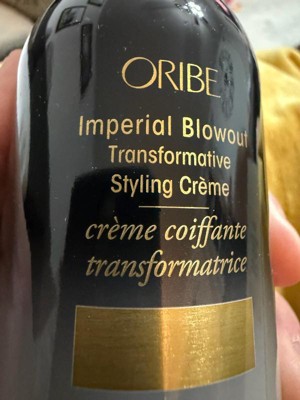 ORIBE
Imperial Blowout
Transformative
Styling Crème
crème coiffante
transformatrice